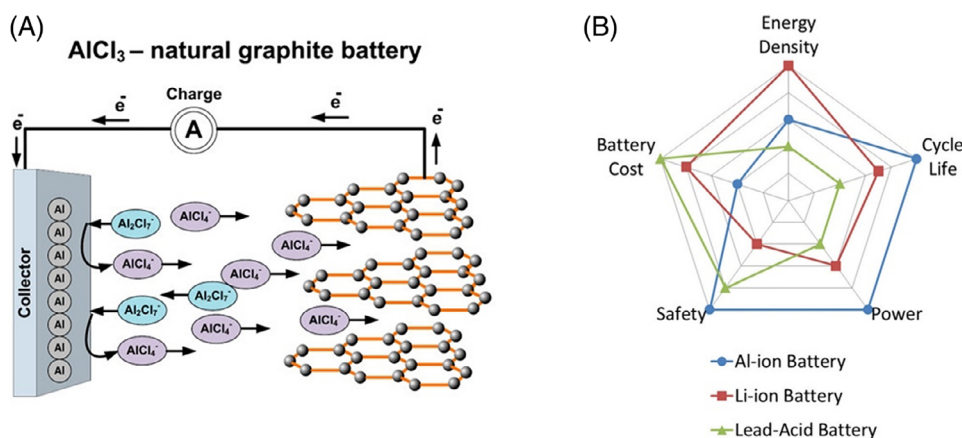 (A)
AlCl₃ – natural graphite battery
Charge
A
e⁻
e⁻
e⁻
e⁻
Collector
Al
Al
Al
Al
Al
Al
Al
Al
Al₂Cl₇⁻
AlCl₄⁻
AlCl₄⁻
AlCl₄⁻
AlCl₄⁻
Al₂Cl₇⁻
Al₂Cl₇⁻
AlCl₄⁻
AlCl₄⁻
AlCl₄⁻
(B)
Energy
Density
Battery
Cost
Cycle
Life
Safety
Power
Al-ion Battery
Li-ion Battery
Lead-Acid Battery